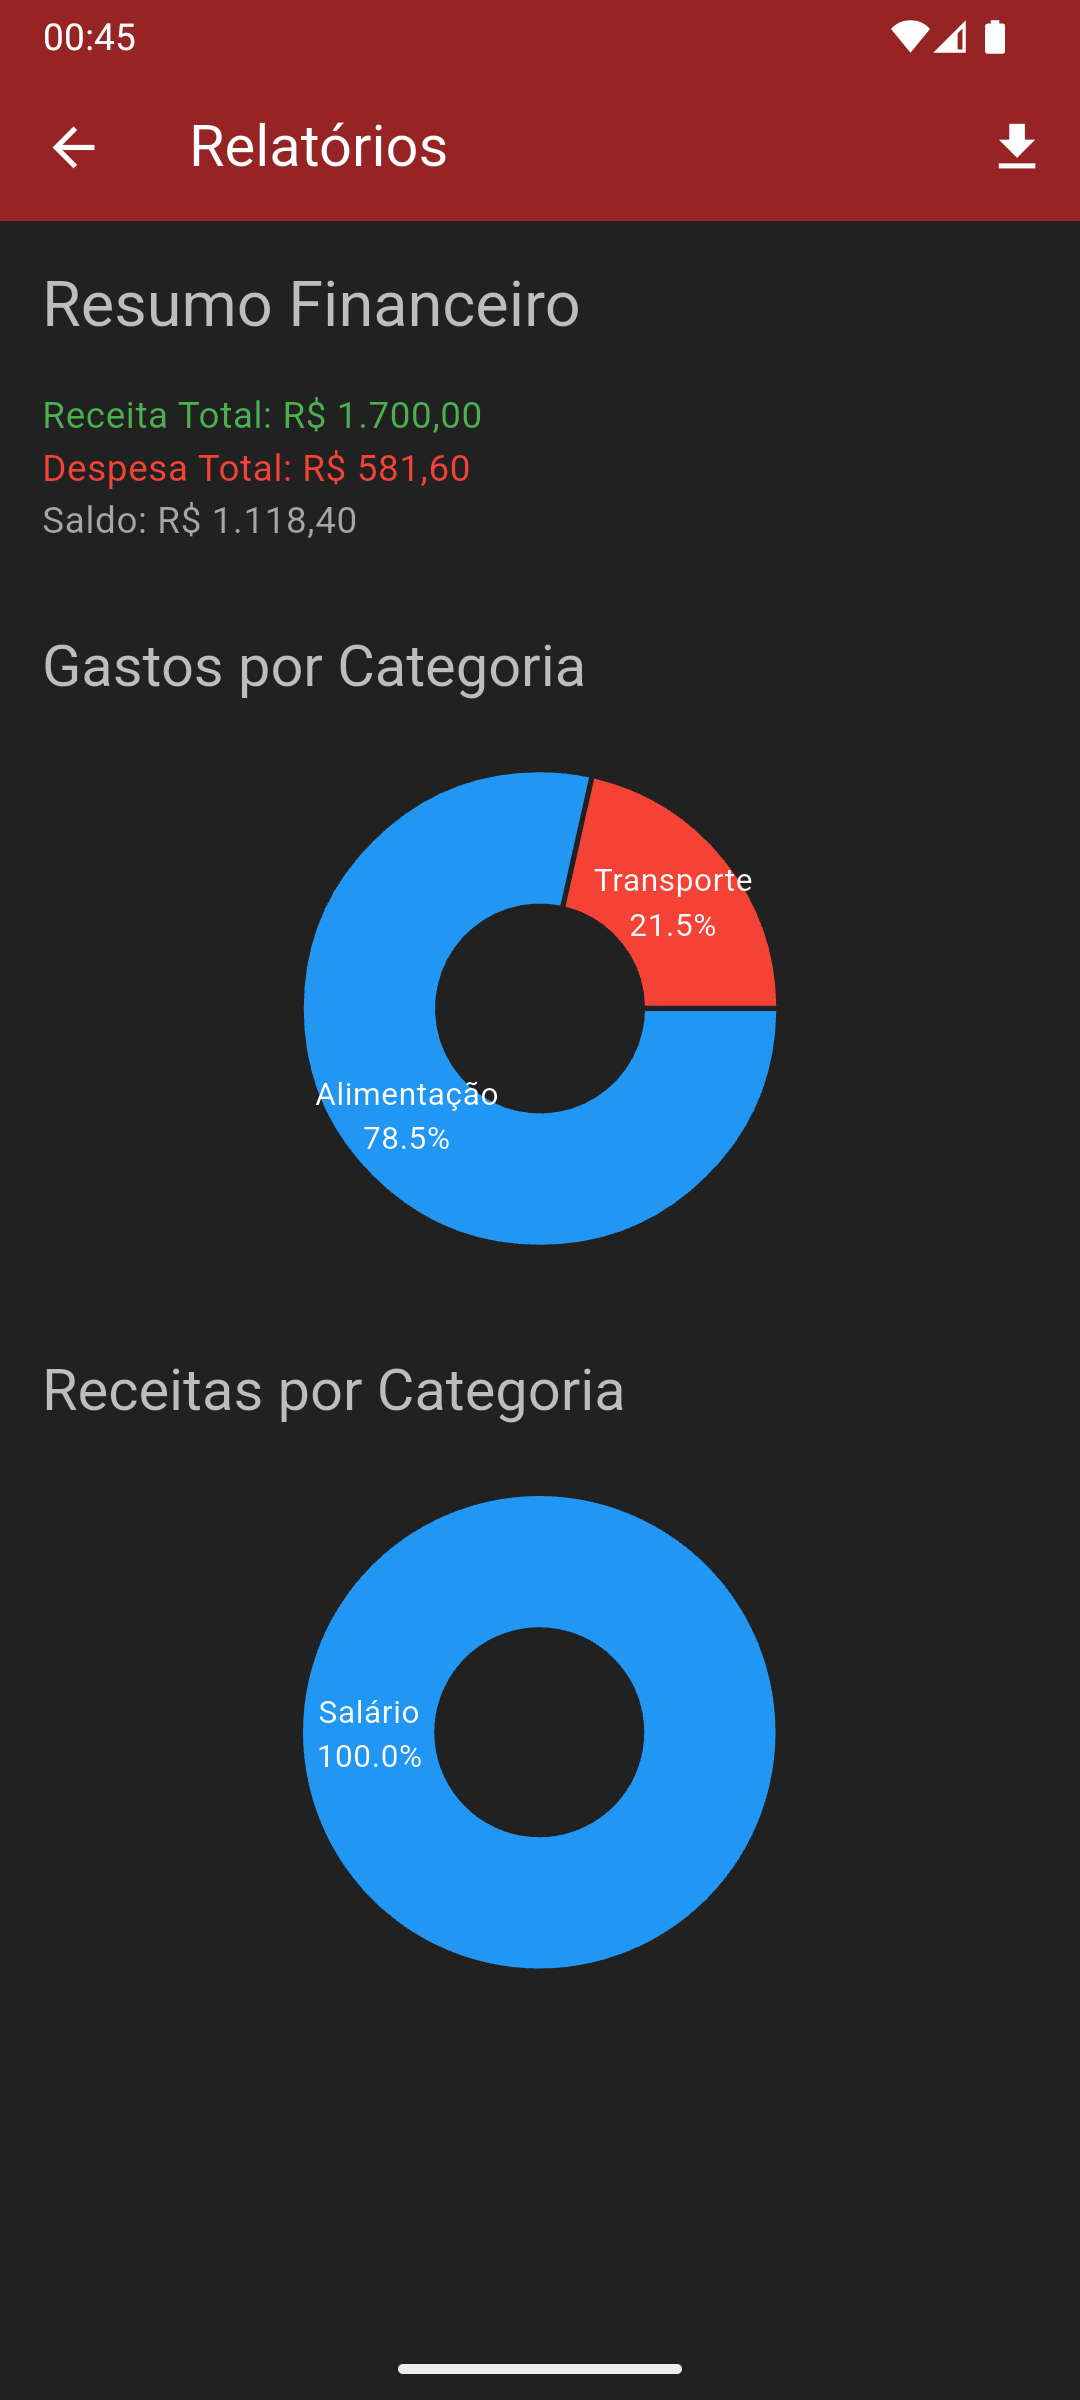 00:45
Relatórios
Resumo Financeiro
Receita Total: R$ 1.700,00
Despesa Total: R$ 581,60
Saldo: R$ 1.118,40
Gastos por Categoria
Transporte
21.5%
Alimentação
78.5%
Receitas por Categoria
Salário
100.0%